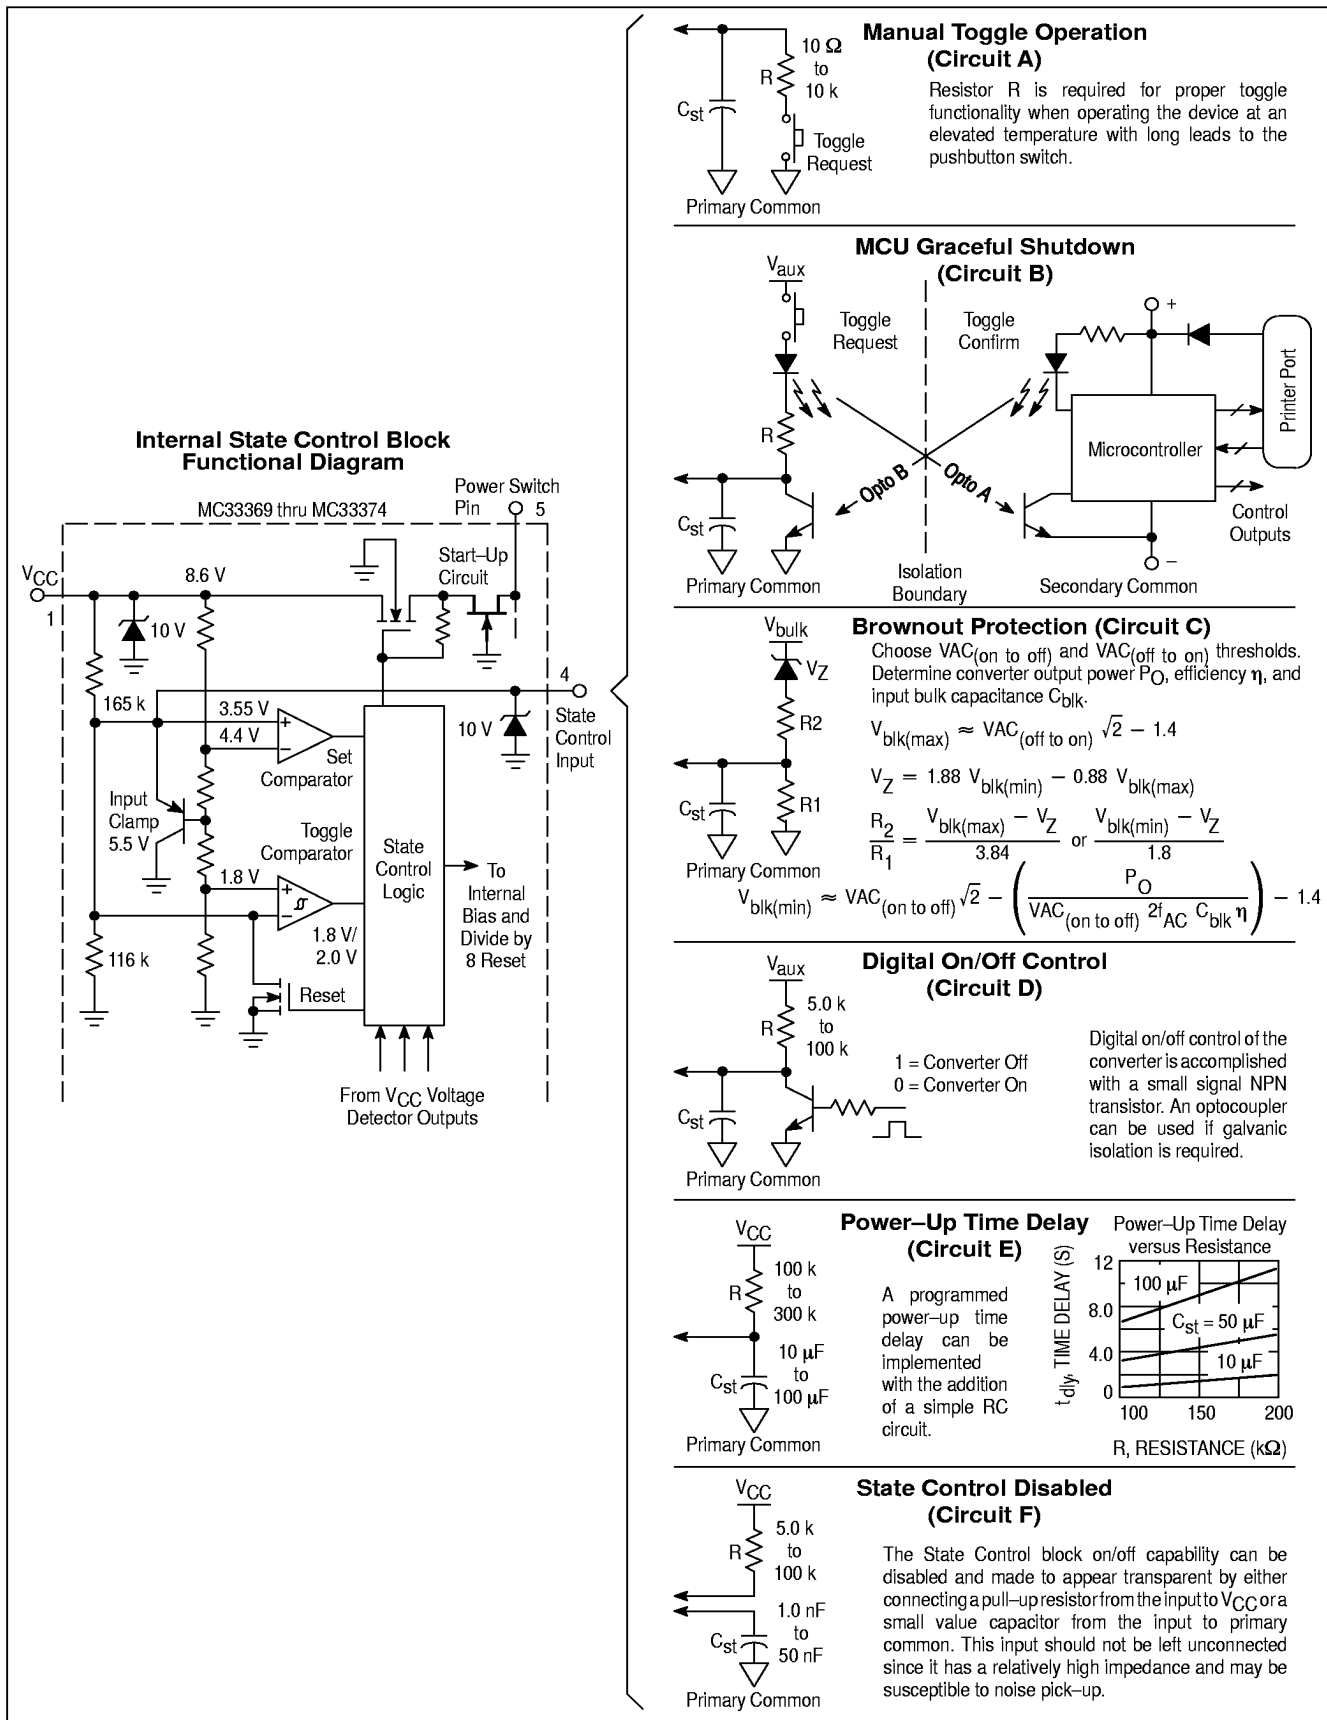 Internal State Control Block
Functional Diagram
MC33369 thru MC33374
Power Switch
Pin
5
Start–Up
Circuit
VCC
1
8.6 V
10 V
165 k
3.55 V
4.4 V
+
−
Set
Comparator
10 V
4
State
Control
Input
Input
Clamp
5.5 V
Toggle
Comparator
1.8 V
+
−
State
Control
Logic
1.8 V/
2.0 V
To
Internal
Bias and
Divide by
8 Reset
116 k
Reset
From VCC Voltage
Detector Outputs
Manual Toggle Operation
(Circuit A)
10 Ω
to
10 k
R
Cst
Toggle
Request
Primary Common
Resistor R is required for proper toggle
functionality when operating the device at an
elevated temperature with long leads to the
pushbutton switch.
MCU Graceful Shutdown
(Circuit B)
Vaux
Toggle
Request
Toggle
Confirm
+
R
Opto B
Opto A
Microcontroller
Printer Port
Control
Outputs
Cst
Primary Common
Isolation
Boundary
−
Secondary Common
Brownout Protection (Circuit C)
Vbulk
VZ
R2
R1
Cst
Primary Common
Choose VAC(on to off) and VAC(off to on) thresholds.
Determine converter output power PO, efficiency η, and
input bulk capacitance Cblk.
Vblk(max) ≈ VAC(off to on) √2 − 1.4
VZ = 1.88 Vblk(min) − 0.88 Vblk(max)
R2/R1 = (Vblk(max) − VZ)/3.84 or (Vblk(min) − VZ)/1.8
Vblk(min) ≈ VAC(on to off) √2 − (PO/(VAC(on to off) 2fAC Cblk η)) − 1.4
Digital On/Off Control
(Circuit D)
Vaux
R
5.0 k
to
100 k
1 = Converter Off
0 = Converter On
Cst
Primary Common
Digital on/off control of the
converter is accomplished
with a small signal NPN
transistor. An optocoupler
can be used if galvanic
isolation is required.
Power–Up Time Delay
(Circuit E)
VCC
R
100 k
to
300 k
Cst
10 µF
to
100 µF
Primary Common
A programmed
power–up time
delay can be
implemented
with the addition
of a simple RC
circuit.
Power–Up Time Delay
versus Resistance
tdly, TIME DELAY (S)
12
8.0
4.0
0
100 µF
Cst = 50 µF
10 µF
100
150
200
R, RESISTANCE (kΩ)
State Control Disabled
(Circuit F)
VCC
R
5.0 k
to
100 k
Cst
1.0 nF
to
50 nF
Primary Common
The State Control block on/off capability can be
disabled and made to appear transparent by either
connecting a pull–up resistor from the input to VCC or a
small value capacitor from the input to primary
common. This input should not be left unconnected
since it has a relatively high impedance and may be
susceptible to noise pick–up.